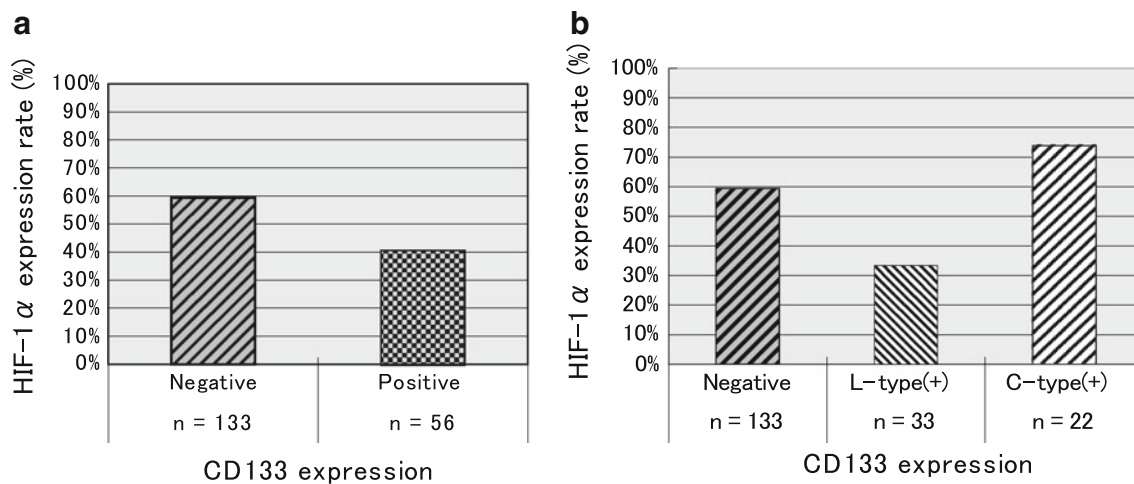 a
HIF-1α expression rate (%)
100%
90%
80%
70%
60%
50%
40%
30%
20%
10%
0%
Negative Positive
n = 133 n = 56
CD133 expression
b
HIF-1α expression rate (%)
100%
90%
80%
70%
60%
50%
40%
30%
20%
10%
0%
Negative L-type(+) C-type(+)
n = 133 n = 33 n = 22
CD133 expression